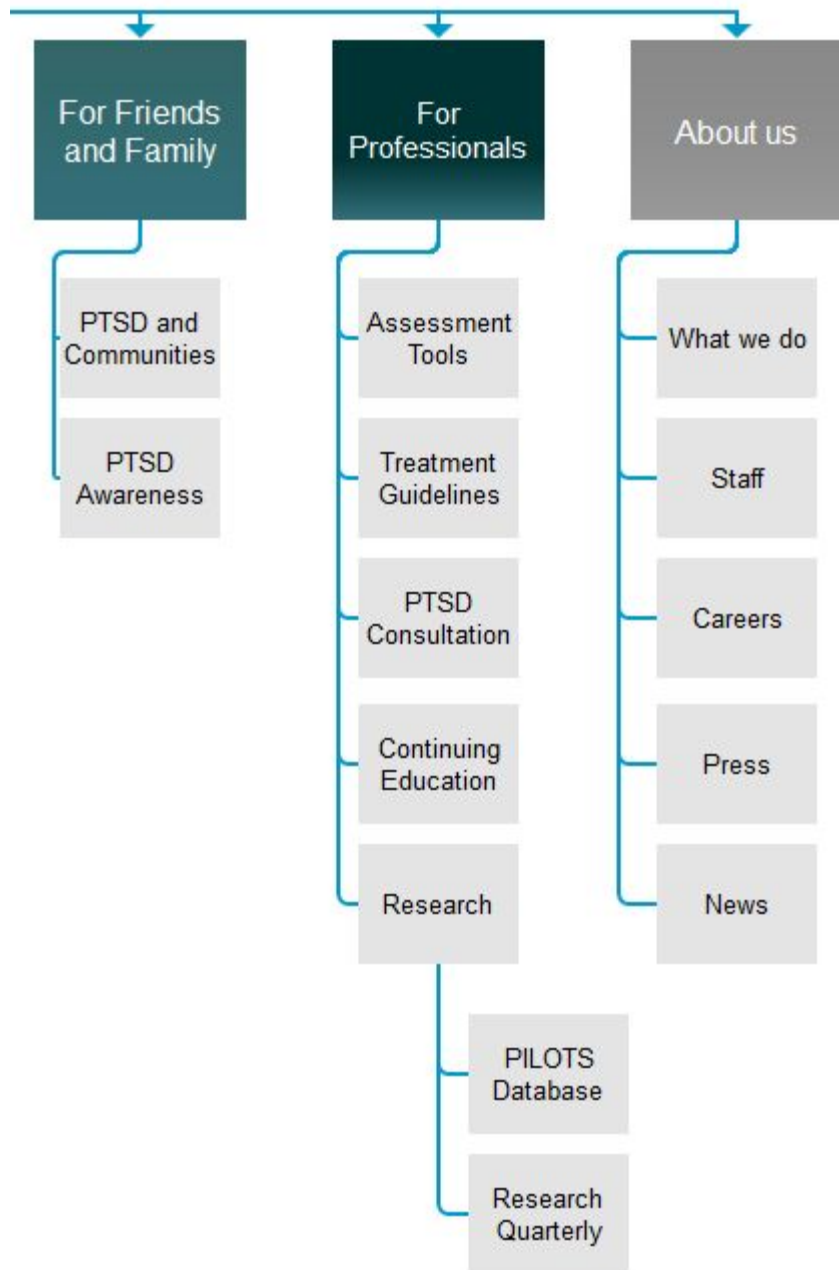 For Friends
and Family
For
Professionals
About us
PTSD and
Communities
PTSD
Awareness
Assessment
Tools
Treatment
Guidelines
PTSD
Consultation
Continuing
Education
Research
PILOTS
Database
Research
Quarterly
What we do
Staff
Careers
Press
News